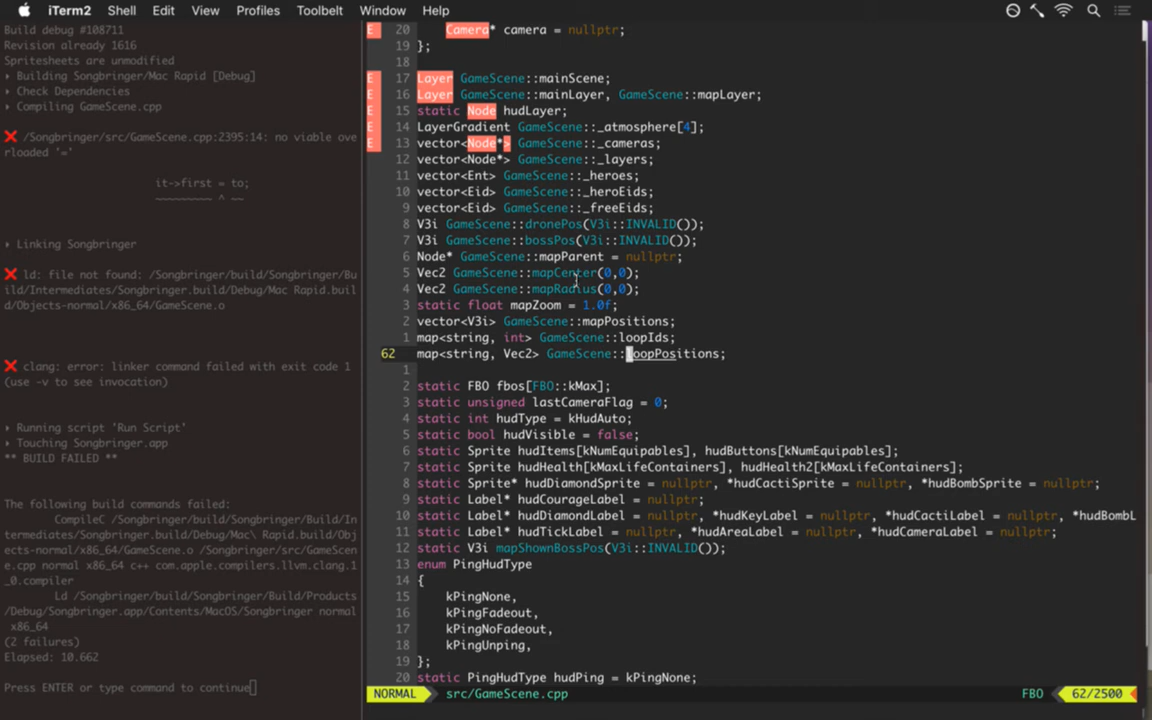 iTerm2 Shell Edit View Profiles Toolbelt Window Help
Build debug #108711
Revision already 1616
Spritesheets are unmodified
▸ Building Songbringer/Mac Rapid [Debug]
▸ Check Dependencies
▸ Compiling GameScene.cpp
❌ /Songbringer/src/GameScene.cpp:2395:14: no viable ove
rloaded '='
it->first = to;
~~~~~~~~~ ^ ~~
▸ Linking Songbringer
❌ ld: file not found: /Songbringer/build/Songbringer/Bu
ild/Intermediates/Songbringer.build/Debug/Mac Rapid.buil
d/Objects-normal/x86_64/GameScene.o
❌ clang: error: linker command failed with exit code 1
(use -v to see invocation)
▸ Running script 'Run Script'
▸ Touching Songbringer.app
** BUILD FAILED **
The following build commands failed:
CompileC /Songbringer/build/Songbringer/Build/In
termediates/Songbringer.build/Debug/Mac\ Rapid.build/Obj
ects-normal/x86_64/GameScene.o /Songbringer/src/GameScen
e.cpp normal x86_64 c++ com.apple.compilers.llvm.clang.1
_0.compiler
Ld /Songbringer/build/Songbringer/Build/Products
/Debug/Songbringer.app/Contents/MacOS/Songbringer normal
x86_64
(2 failures)
Elapsed: 10.662
Press ENTER or type command to continue
E 20 Camera* camera = nullptr;
19 };
18
E 17 Layer GameScene::mainScene;
E 16 Layer GameScene::mainLayer, GameScene::mapLayer;
E 15 static Node hudLayer;
E 14 LayerGradient GameScene::_atmosphere[4];
E 13 vector<Node*> GameScene::_cameras;
12 vector<Node*> GameScene::_layers;
11 vector<Ent> GameScene::_heroes;
10 vector<Eid> GameScene::_heroEids;
9 vector<Eid> GameScene::_freeEids;
8 V3i GameScene::dronePos(V3i::INVALID());
7 V3i GameScene::bossPos(V3i::INVALID());
6 Node* GameScene::mapParent = nullptr;
5 Vec2 GameScene::mapCenter(0,0);
4 Vec2 GameScene::mapRadius(0,0);
3 static float mapZoom = 1.0f;
2 vector<V3i> GameScene::mapPositions;
1 map<string, int> GameScene::loopIds;
62 map<string, Vec2> GameScene::loopPositions;
1
2 static FBO fbos[FBO::kMax];
3 static unsigned lastCameraFlag = 0;
4 static int hudType = kHudAuto;
5 static bool hudVisible = false;
6 static Sprite hudItems[kNumEquipables], hudButtons[kNumEquipables];
7 static Sprite hudHealth[kMaxLifeContainers], hudHealth2[kMaxLifeContainers];
8 static Sprite* hudDiamondSprite = nullptr, *hudCactiSprite = nullptr, *hudBombSprite = nullptr;
9 static Label* hudCourageLabel = nullptr;
10 static Label* hudDiamondLabel = nullptr, *hudKeyLabel = nullptr, *hudCactiLabel = nullptr, *hudBombL
11 static Label* hudTickLabel = nullptr, *hudAreaLabel = nullptr, *hudCameraLabel = nullptr;
12 static V3i mapShownBossPos(V3i::INVALID());
13 enum PingHudType
14 {
15 kPingNone,
16 kPingFadeout,
17 kPingNoFadeout,
18 kPingUnping,
19 };
20 static PingHudType hudPing = kPingNone;
NORMAL src/GameScene.cpp FBO 62/2500